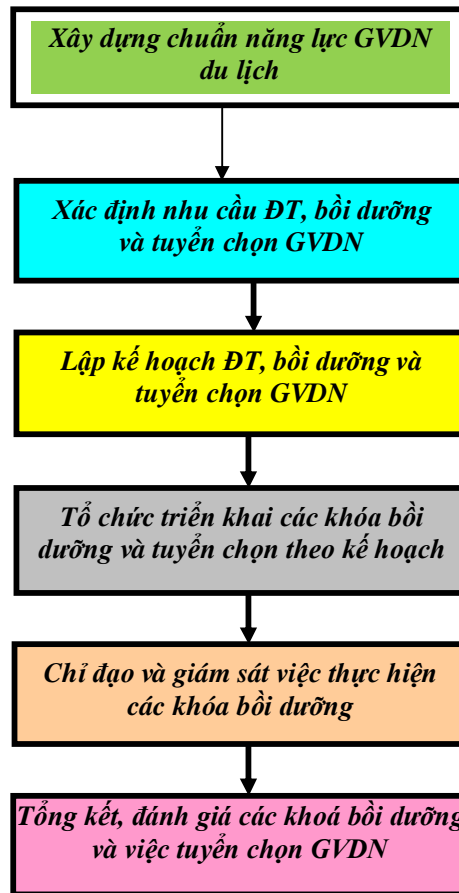 Xây dựng chuẩn năng lực GVDN
du lịch
Xác định nhu cầu ĐT, bồi dưỡng
và tuyển chọn GVDN
Lập kế hoạch ĐT, bồi dưỡng và
tuyển chọn GVDN
Tổ chức triển khai các khóa bồi
dưỡng và tuyển chọn theo kế hoạch
Chỉ đạo và giám sát việc thực hiện
các khóa bồi dưỡng
Tổng kết, đánh giá các khoá bồi dưỡng
và việc tuyển chọn GVDN